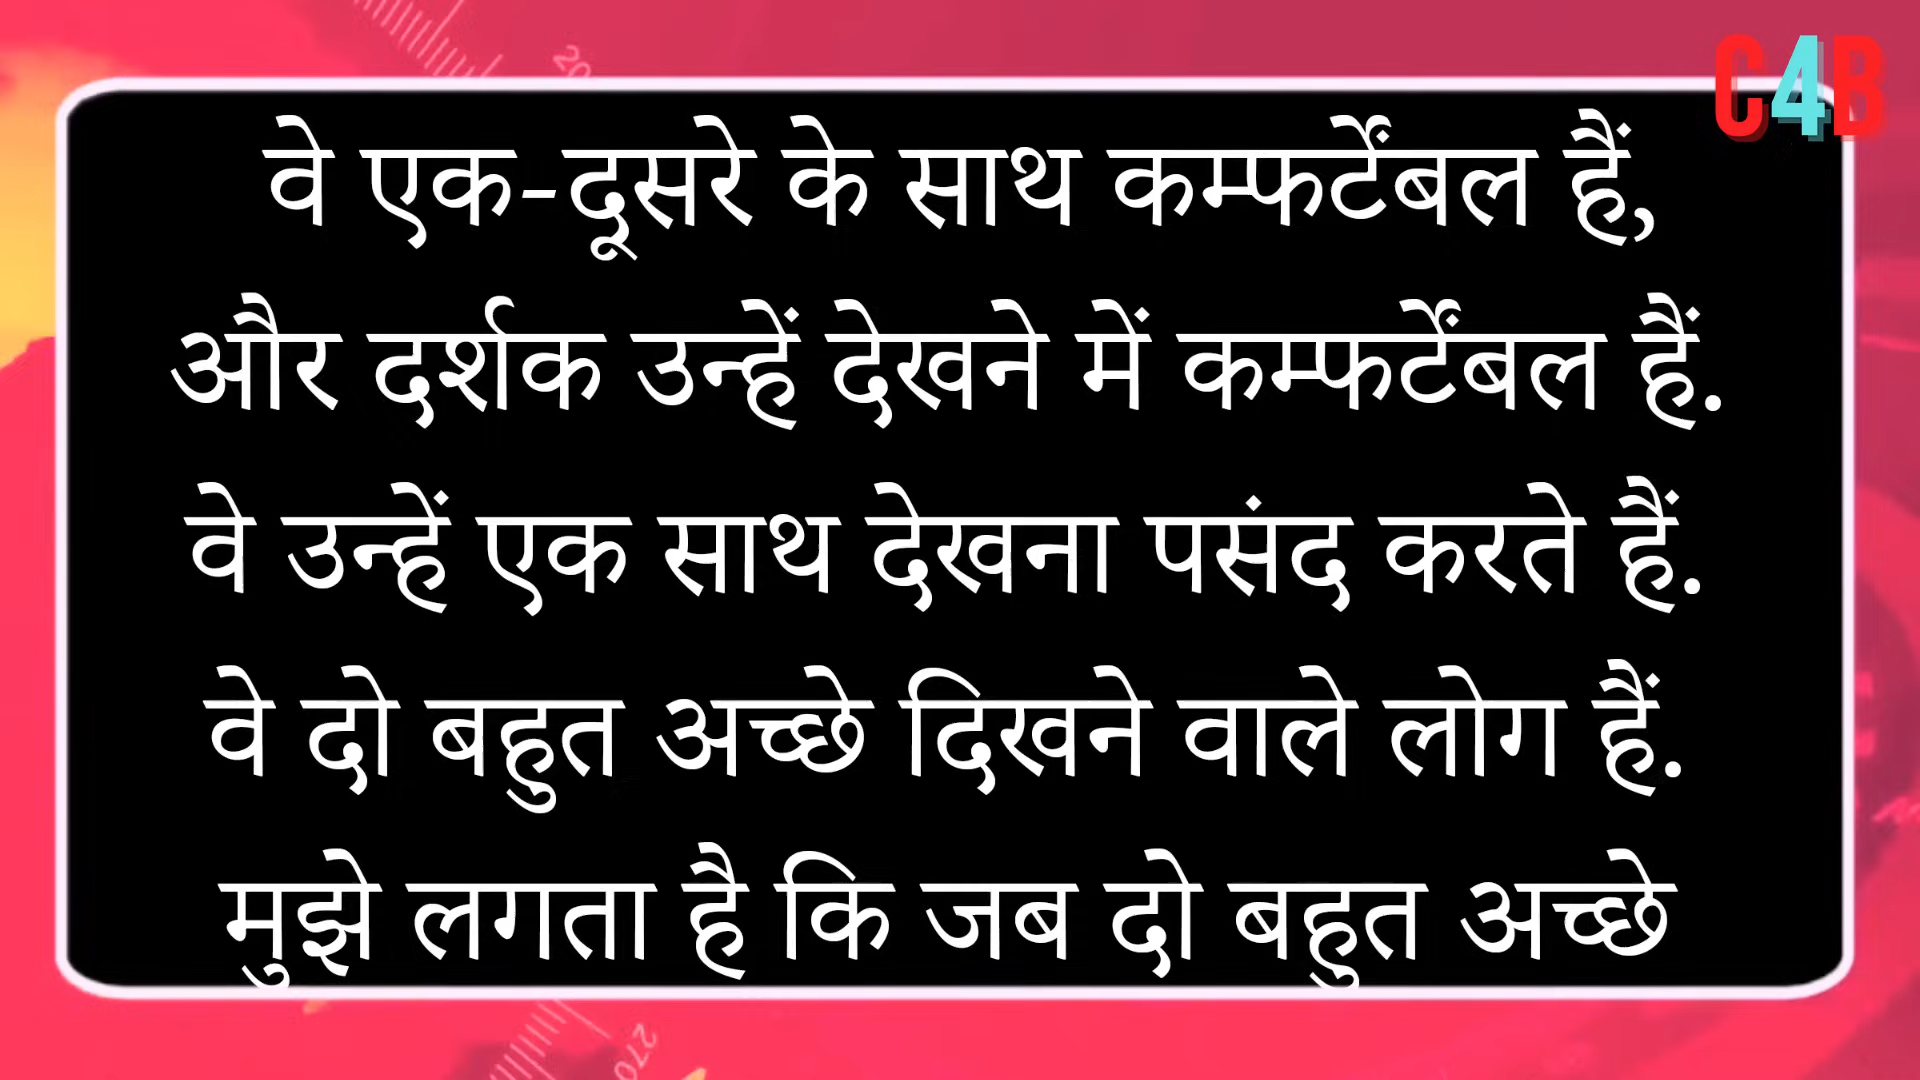 C4B
वे एक-दूसरे के साथ कम्फर्टेंबल हैं,
और दर्शक उन्हें देखने में कम्फर्टेंबल हैं.
वे उन्हें एक साथ देखना पसंद करते हैं.
वे दो बहुत अच्छे दिखने वाले लोग हैं.
मुझे लगता है कि जब दो बहुत अच्छे
270